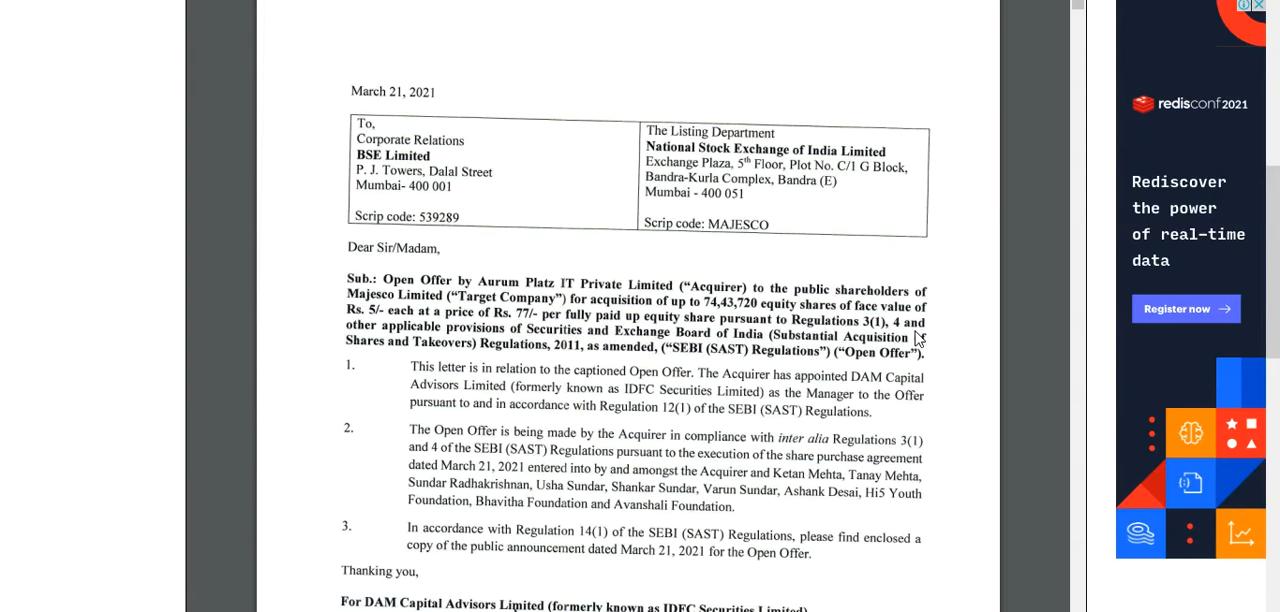 March 21, 2021
To,
Corporate Relations
BSE Limited
P. J. Towers, Dalal Street
Mumbai- 400 001
Scrip code: 539289
The Listing Department
National Stock Exchange of India Limited
Exchange Plaza, 5th Floor, Plot No. C/1 G Block,
Bandra-Kurla Complex, Bandra (E)
Mumbai - 400 051
Scrip code: MAJESCO
Dear Sir/Madam,
Sub.: Open Offer by Aurum Platz IT Private Limited (“Acquirer) to the public shareholders of
Majesco Limited (“Target Company”) for acquisition of up to 74,43,720 equity shares of face value of
Rs. 5/- each at a price of Rs. 77/- per fully paid up equity share pursuant to Regulations 3(1), 4 and
other applicable provisions of Securities and Exchange Board of India (Substantial Acquisition
Shares and Takeovers) Regulations, 2011, as amended, (“SEBI (SAST) Regulations”) (“Open Offer”).
1. This letter is in relation to the captioned Open Offer. The Acquirer has appointed DAM Capital
Advisors Limited (formerly known as IDFC Securities Limited) as the Manager to the Offer
pursuant to and in accordance with Regulation 12(1) of the SEBI (SAST) Regulations.
2. The Open Offer is being made by the Acquirer in compliance with inter alia Regulations 3(1)
and 4 of the SEBI (SAST) Regulations pursuant to the execution of the share purchase agreement
dated March 21, 2021 entered into by and amongst the Acquirer and Ketan Mehta, Tanay Mehta,
Sundar Radhakrishnan, Usha Sundar, Shankar Sundar, Varun Sundar, Ashank Desai, Hi5 Youth
Foundation, Bhavitha Foundation and Avanshali Foundation.
3. In accordance with Regulation 14(1) of the SEBI (SAST) Regulations, please find enclosed a
copy of the public announcement dated March 21, 2021 for the Open Offer.
Thanking you,
For DAM Capital Advisors Limited (formerly known as IDFC Securities Limited)
redisconf2021
Rediscover
the power
of real-time
data
Register now